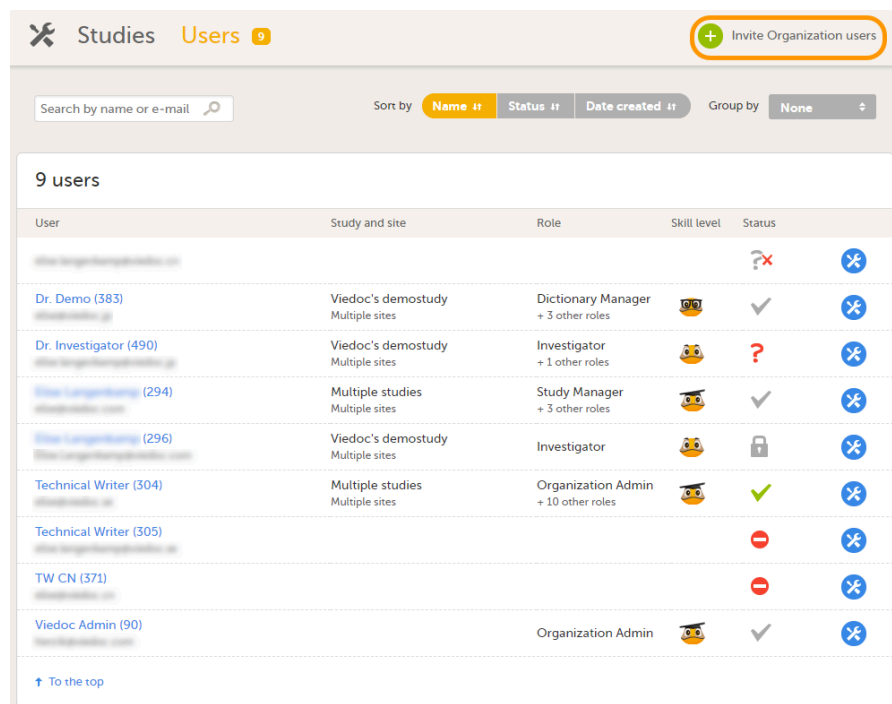 Studies Users 9
Invite Organization users
Search by name or e-mail
Sort by Name Status Date created Group by None
9 users
User Study and site Role Skill level Status
Dr. Demo (383) Viedoc's demostudy Dictionary Manager
Multiple sites + 3 other roles
Dr. Investigator (490) Viedoc's demostudy Investigator
Multiple sites + 1 other roles
(294) Multiple studies Study Manager
Multiple sites + 3 other roles
(296) Viedoc's demostudy Investigator
Multiple sites
Technical Writer (304) Multiple studies Organization Admin
Multiple sites + 10 other roles
Technical Writer (305)
TW CN (371)
Viedoc Admin (90) Organization Admin
To the top